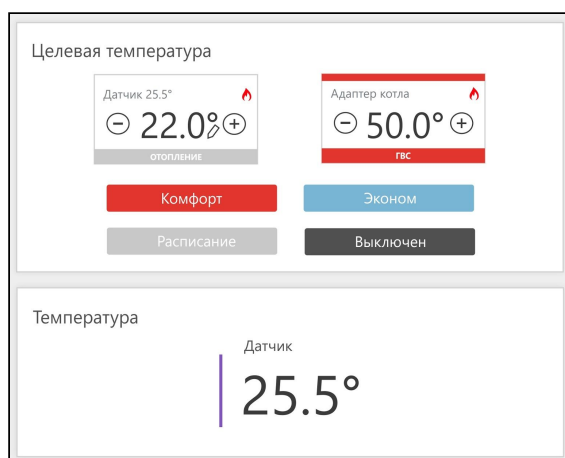 Целевая температура
Датчик 25.5°
22.0°
ОТОПЛЕНИЕ
Адаптер котла
50.0°
ГВС
Комфорт
Эконом
Расписание
Выключен
Температура
Датчик
25.5°